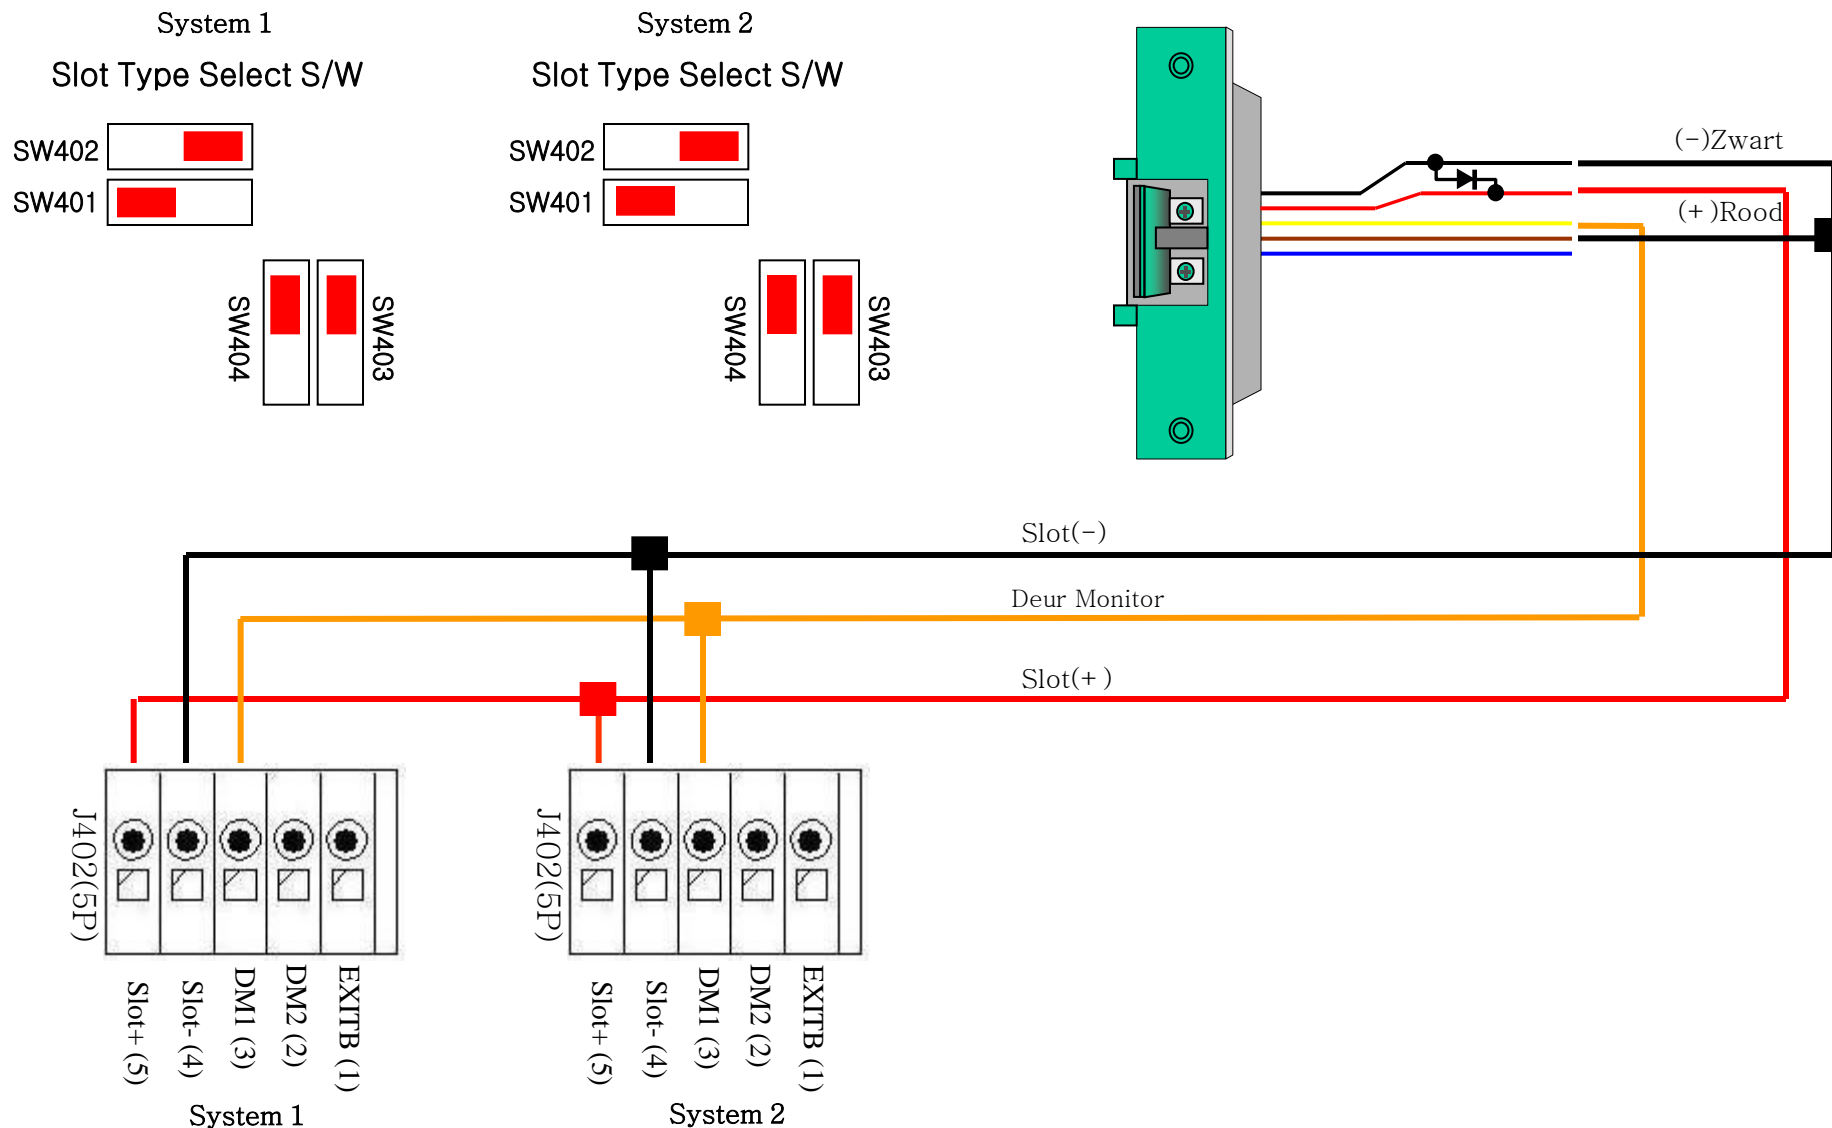 System 1
Slot Type Select S/W
SW402
SW401
SW404
SW403
System 2
Slot Type Select S/W
SW402
SW401
SW404
SW403
(-)Zwart
(+)Rood
Slot(-)
Deur Monitor
Slot(+)
J402(5P)
Slot+ (5)
Slot- (4)
DM1 (3)
DM2 (2)
EXITB (1)
System 1
J402(5P)
Slot+ (5)
Slot- (4)
DM1 (3)
DM2 (2)
EXITB (1)
System 2